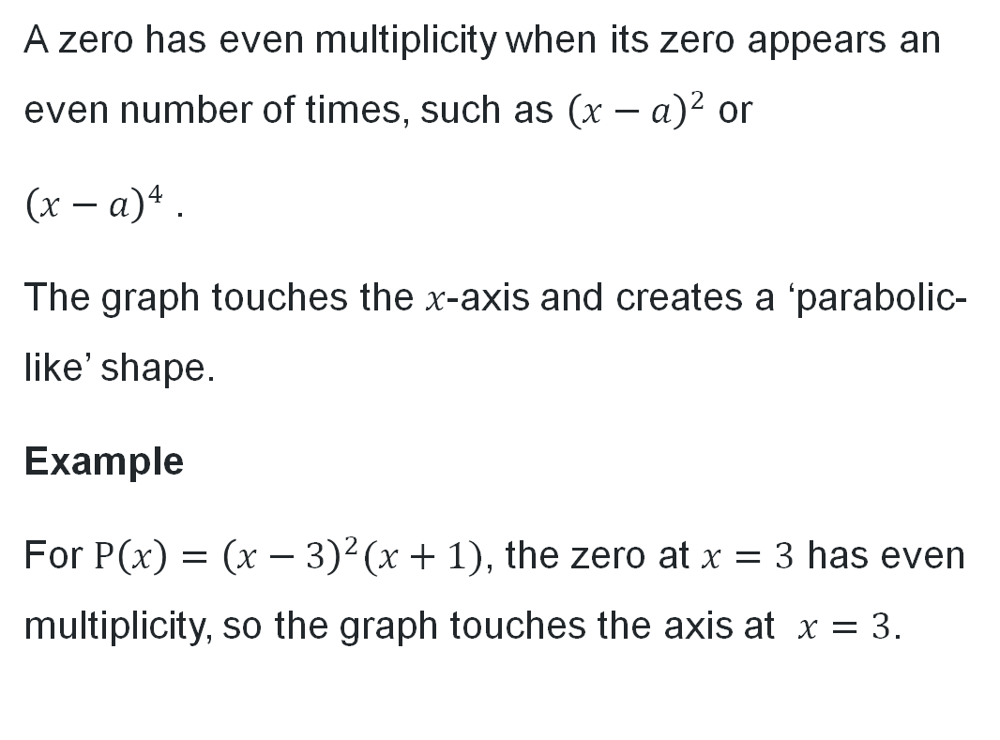 A zero has even multiplicity when its zero appears an
even number of times, such as (x − a)² or
(x − a)⁴ .
The graph touches the x-axis and creates a ‘parabolic-
like’ shape.
Example
For P(x) = (x − 3)²(x + 1), the zero at x = 3 has even
multiplicity, so the graph touches the axis at x = 3.